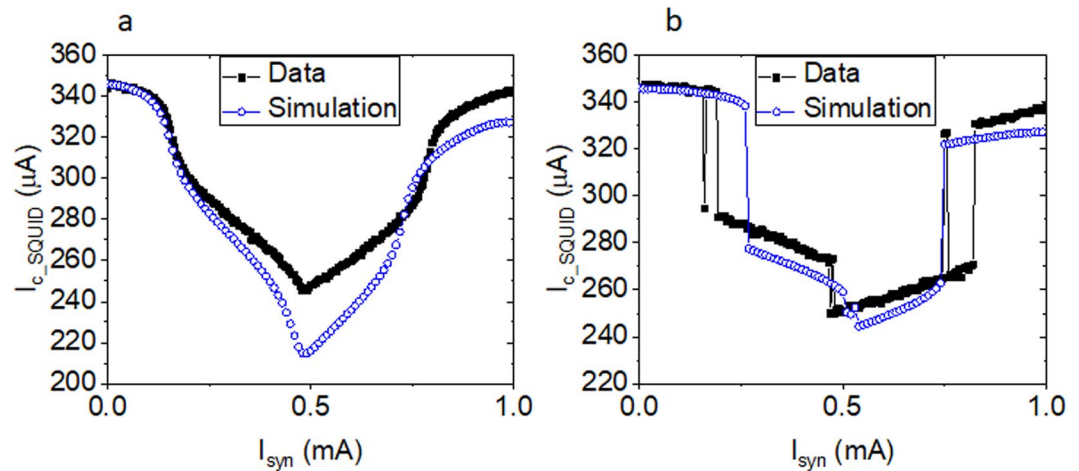 a
360
340
320
300
280
260
240
220
200
0.0
0.5
1.0
I_c_SQUID (μA)
I_syn (mA)
Data
Simulation
b
360
340
320
300
280
260
240
220
0.0
0.5
1.0
I_c_SQUID (μA)
I_syn (mA)
Data
Simulation